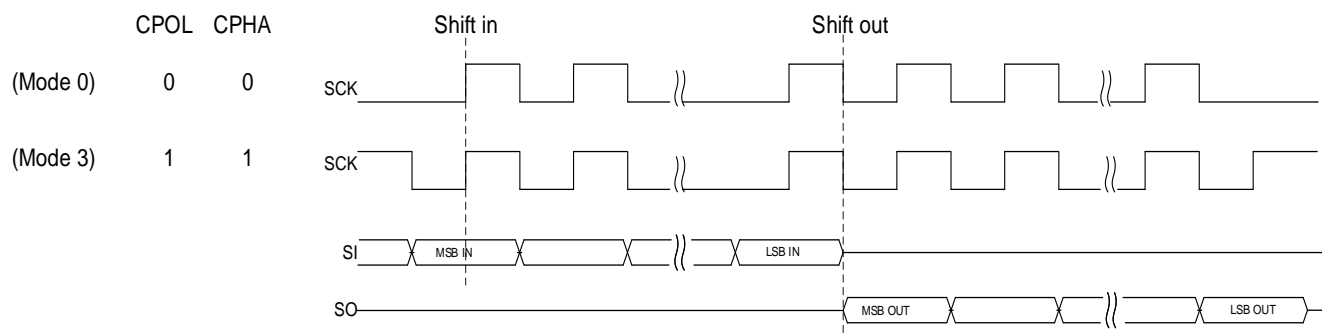 CPOL CPHA Shift in Shift out
(Mode 0) 0 0 SCK
(Mode 3) 1 1 SCK
SI MSB IN LSB IN
SO MSB OUT LSB OUT